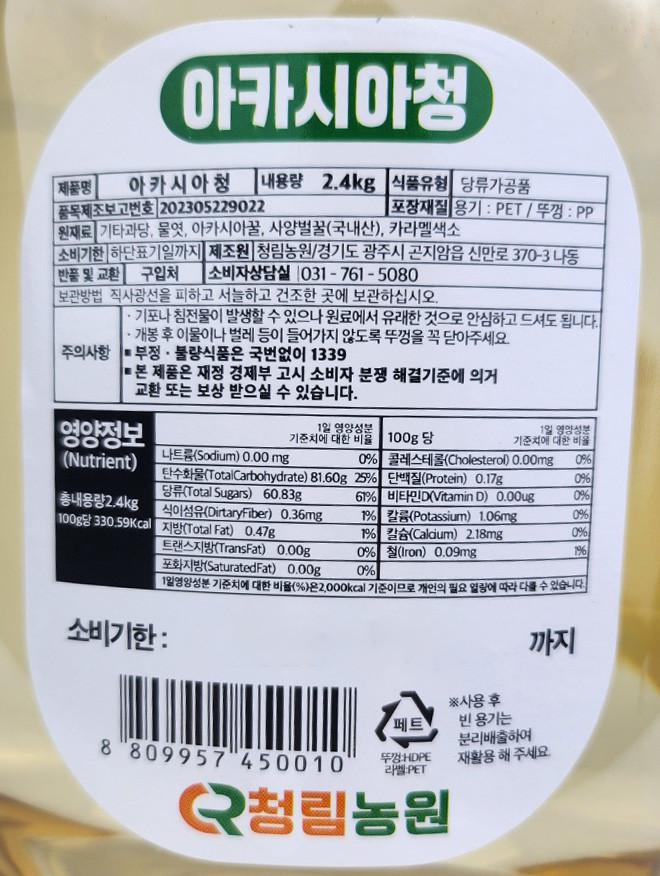 아카시아청
제품명 아카시아청 내용량 2.4kg 식품유형 당류가공품
품목제조보고번호 202305229022 포장재질 용기 : PET / 뚜껑 : PP
원재료 기타과당, 물엿, 아카시아꿀, 사양벌꿀(국내산), 카라멜색소
소비기한 하단표기일까지 제조원 청림농원/경기도 광주시 곤지암읍 신만로 370-3 나동
반품 및 교환 구입처 소비자상담실 031 - 761 - 5080
보관방법 직사광선을 피하고 서늘하고 건조한 곳에 보관하십시오.
주의사항
· 기포나 침전물이 발생할 수 있으나 원료에서 유래한 것으로 안심하고 드셔도 됩니다.
· 개봉 후 이물이나 벌레 등이 들어가지 않도록 뚜껑을 꼭 닫아주세요.
■ 부정 · 불량식품은 국번없이 1339
■ 본 제품은 재정 경제부 고시 소비자 분쟁 해결기준에 의거
교환 또는 보상 받으실 수 있습니다.
영양정보
(Nutrient)
총내용량2.4kg
100g당 330.59Kcal
1일 영양성분
기준치에 대한 비율
나트륨(Sodium) 0.00 mg 0%
탄수화물(TotalCarbohydrate) 81.60g 25%
당류(Total Sugars) 60.83g 61%
식이섬유(DirtaryFiber) 0.36mg 1%
지방(Total Fat) 0.47g 1%
트랜스지방(TransFat) 0.00g 0%
포화지방(SaturatedFat) 0.00g 0%
100g 당 1일 영양성분
기준치에 대한 비율
콜레스테롤(Cholesterol) 0.00mg 0%
단백질(Protein) 0.17g 0%
비타민D(Vitamin D) 0.00ug 0%
칼륨(Potassium) 1.06mg 0%
칼슘(Calcium) 2.18mg 0%
철(Iron) 0.09mg 1%
1일영양성분 기준치에 대한 비율(%)은2,000kcal 기준이므로 개인의 필요 열량에 따라 다를 수 있습니다.
소비기한 : 까지
8 809957 450010
페트
뚜껑:HDPE
라벨:PET
※사용 후
빈 용기는
분리배출하여
재활용 해 주세요.
CR청림농원